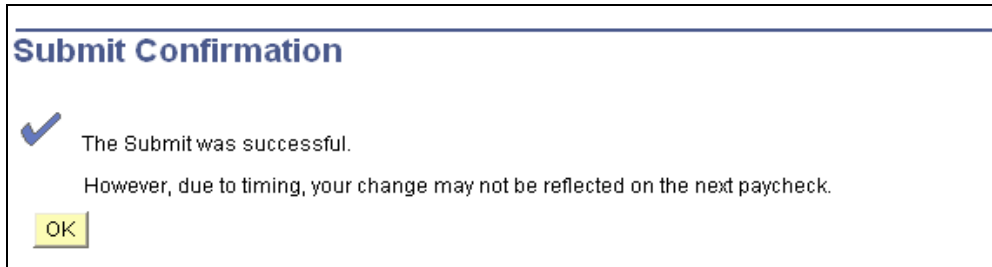 Submit Confirmation
The Submit was successful.
However, due to timing, your change may not be reflected on the next paycheck.
OK